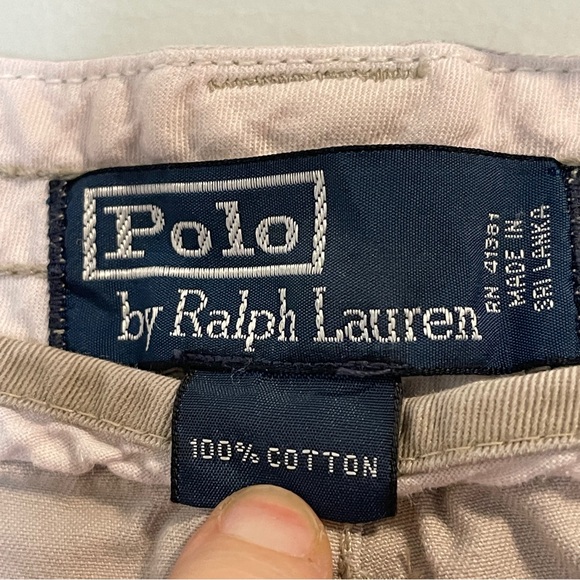 Polo
by Ralph Lauren
RN 41381
MADE IN
SRI LANKA
100% COTTON